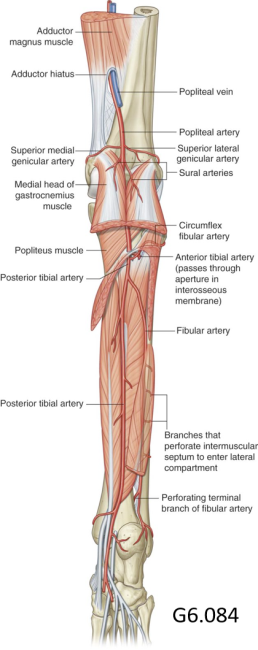 Adductor
magnus muscle
Adductor hiatus
Popliteal vein
Popliteal artery
Superior medial
genicular artery
Superior lateral
genicular artery
Sural arteries
Medial head of
gastrocnemius
muscle
Circumflex
fibular artery
Popliteus muscle
Anterior tibial artery
(passes through
aperture in
interosseous
membrane)
Posterior tibial artery
Fibular artery
Posterior tibial artery
Branches that
perforate intermuscular
septum to enter lateral
compartment
Perforating terminal
branch of fibular artery
G6.084